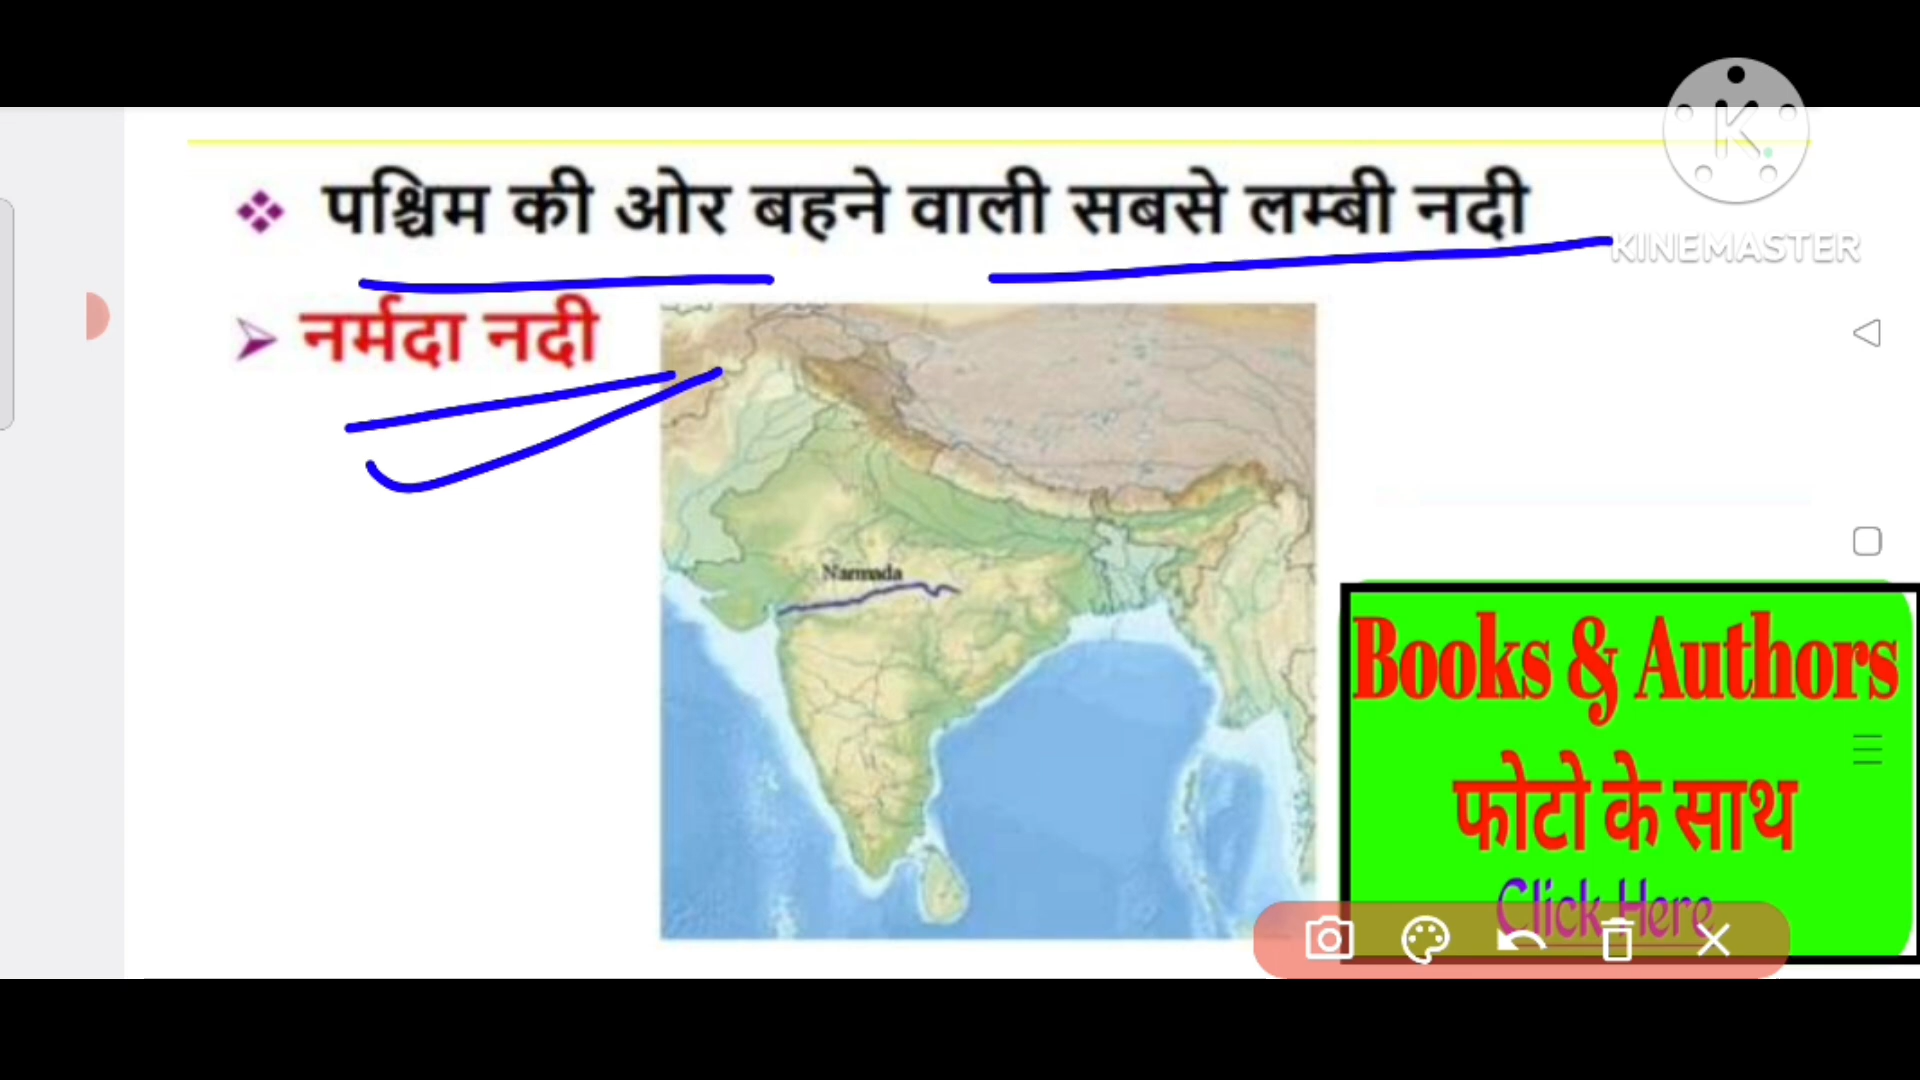 पश्चिम की ओर बहने वाली सबसे लम्बी नदी
KINEMASTER
नर्मदा नदी
Narmada
Books & Authors
फोटो के साथ
Click Here